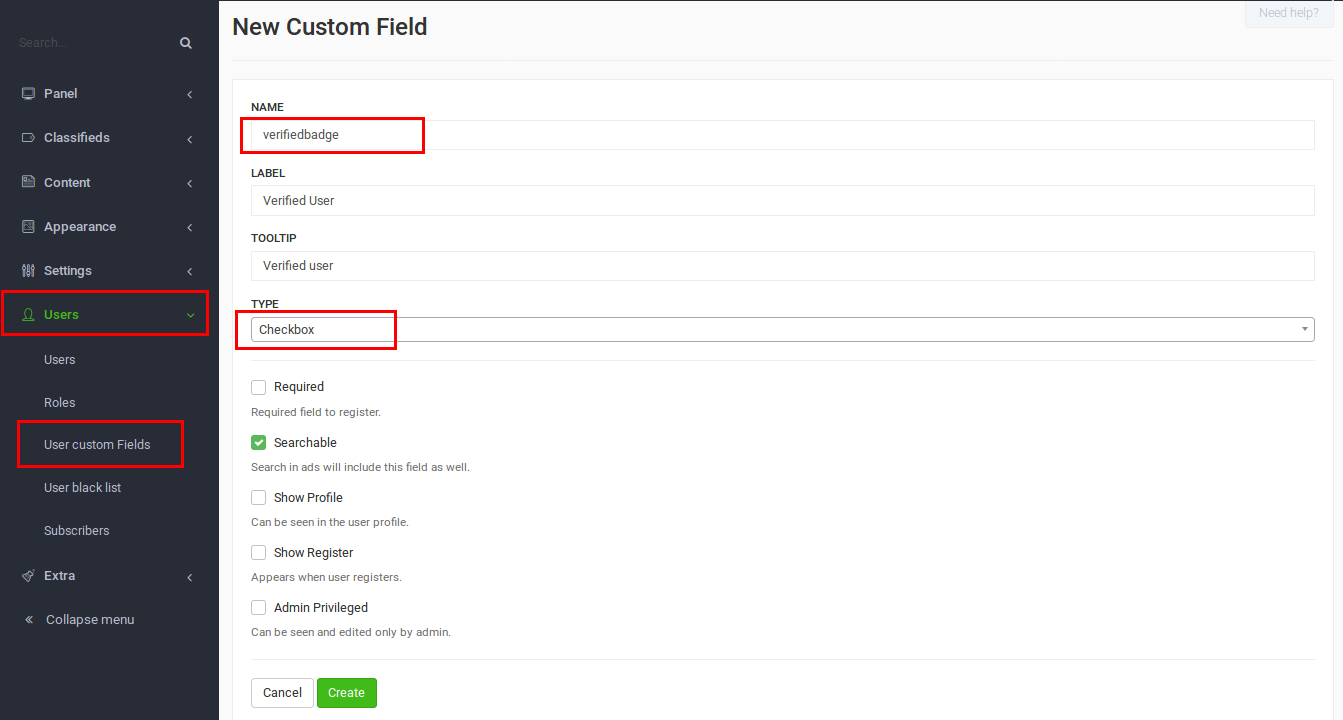 Search...
Panel
Classifieds
Content
Appearance
Settings
Users
Users
Roles
User custom Fields
User black list
Subscribers
Extra
Collapse menu
Need help?
New Custom Field
NAME
verifiedbadge
LABEL
Verified User
TOOLTIP
Verified user
TYPE
Checkbox
Required
Required field to register.
Searchable
Search in ads will include this field as well.
Show Profile
Can be seen in the user profile.
Show Register
Appears when user registers.
Admin Privileged
Can be seen and edited only by admin.
Cancel Create